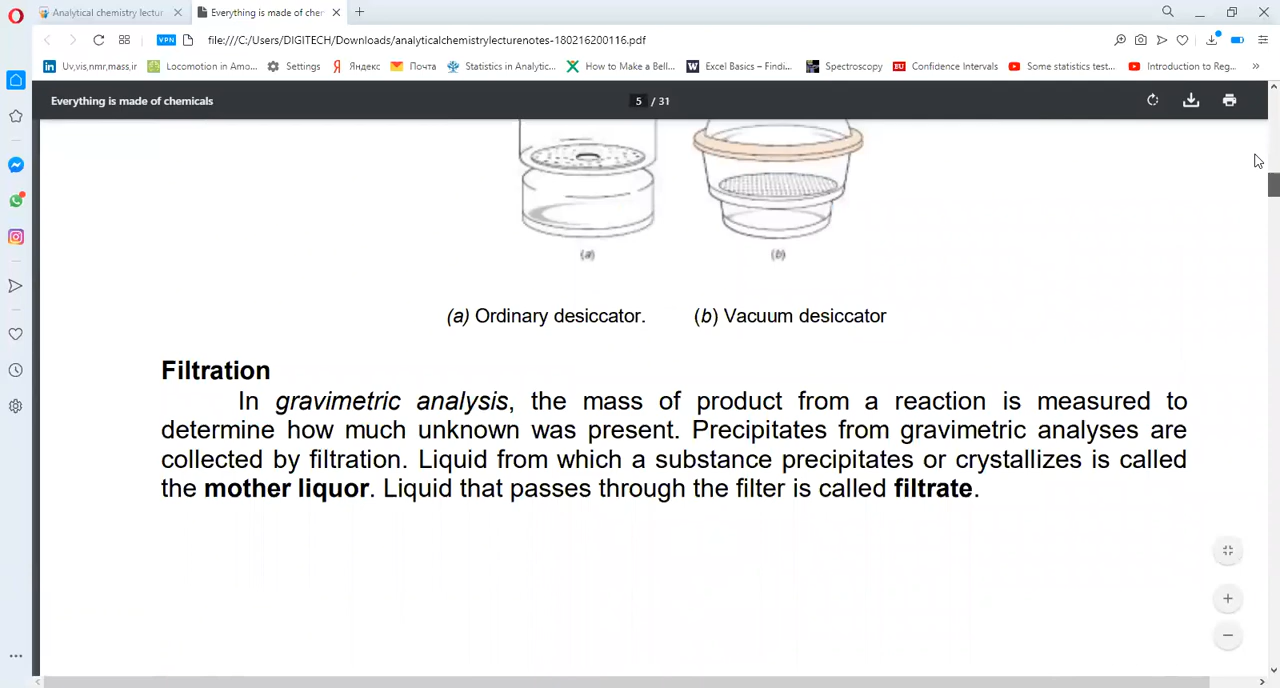 Analytical chemistry lectur
Everything is made of cher
file:///C:/Users/DIGITECH/Downloads/analyticalchemistrylecturenotes-180216200116.pdf
VPN
Uv,vis,nmr,mass,ir
Locomotion in Amo...
Settings
Яндекс
Почта
Statistics in Analytic...
How to Make a Bell...
Excel Basics – Findi...
Spectroscopy
Confidence Intervals
Some statistics test...
Introduction to Reg...
Everything is made of chemicals
5 / 31
(a)
(b)
(a) Ordinary desiccator. (b) Vacuum desiccator
Filtration
In gravimetric analysis, the mass of product from a reaction is measured to
determine how much unknown was present. Precipitates from gravimetric analyses are
collected by filtration. Liquid from which a substance precipitates or crystallizes is called
the mother liquor. Liquid that passes through the filter is called filtrate.